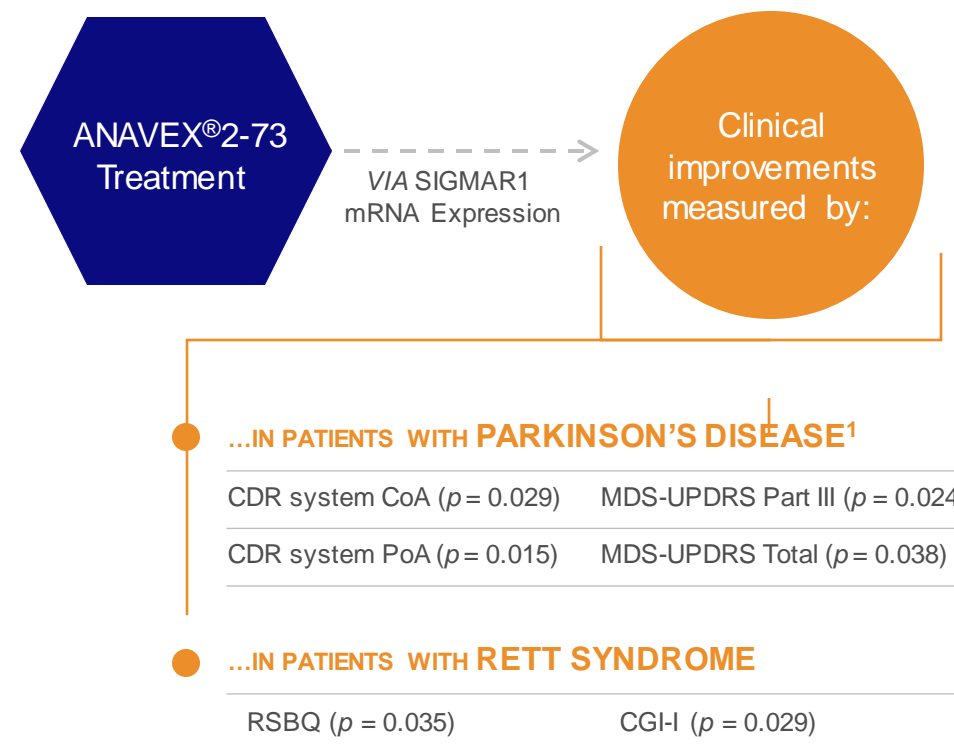 ANAVEX®2-73
Treatment
VIA SIGMAR1
mRNA Expression
Clinical
improvements
measured by:
…IN PATIENTS WITH PARKINSON’S DISEASE¹
CDR system CoA (p = 0.029) MDS-UPDRS Part III (p = 0.024
CDR system PoA (p = 0.015) MDS-UPDRS Total (p = 0.038)
…IN PATIENTS WITH RETT SYNDROME
RSBQ (p = 0.035) CGI-I (p = 0.029)